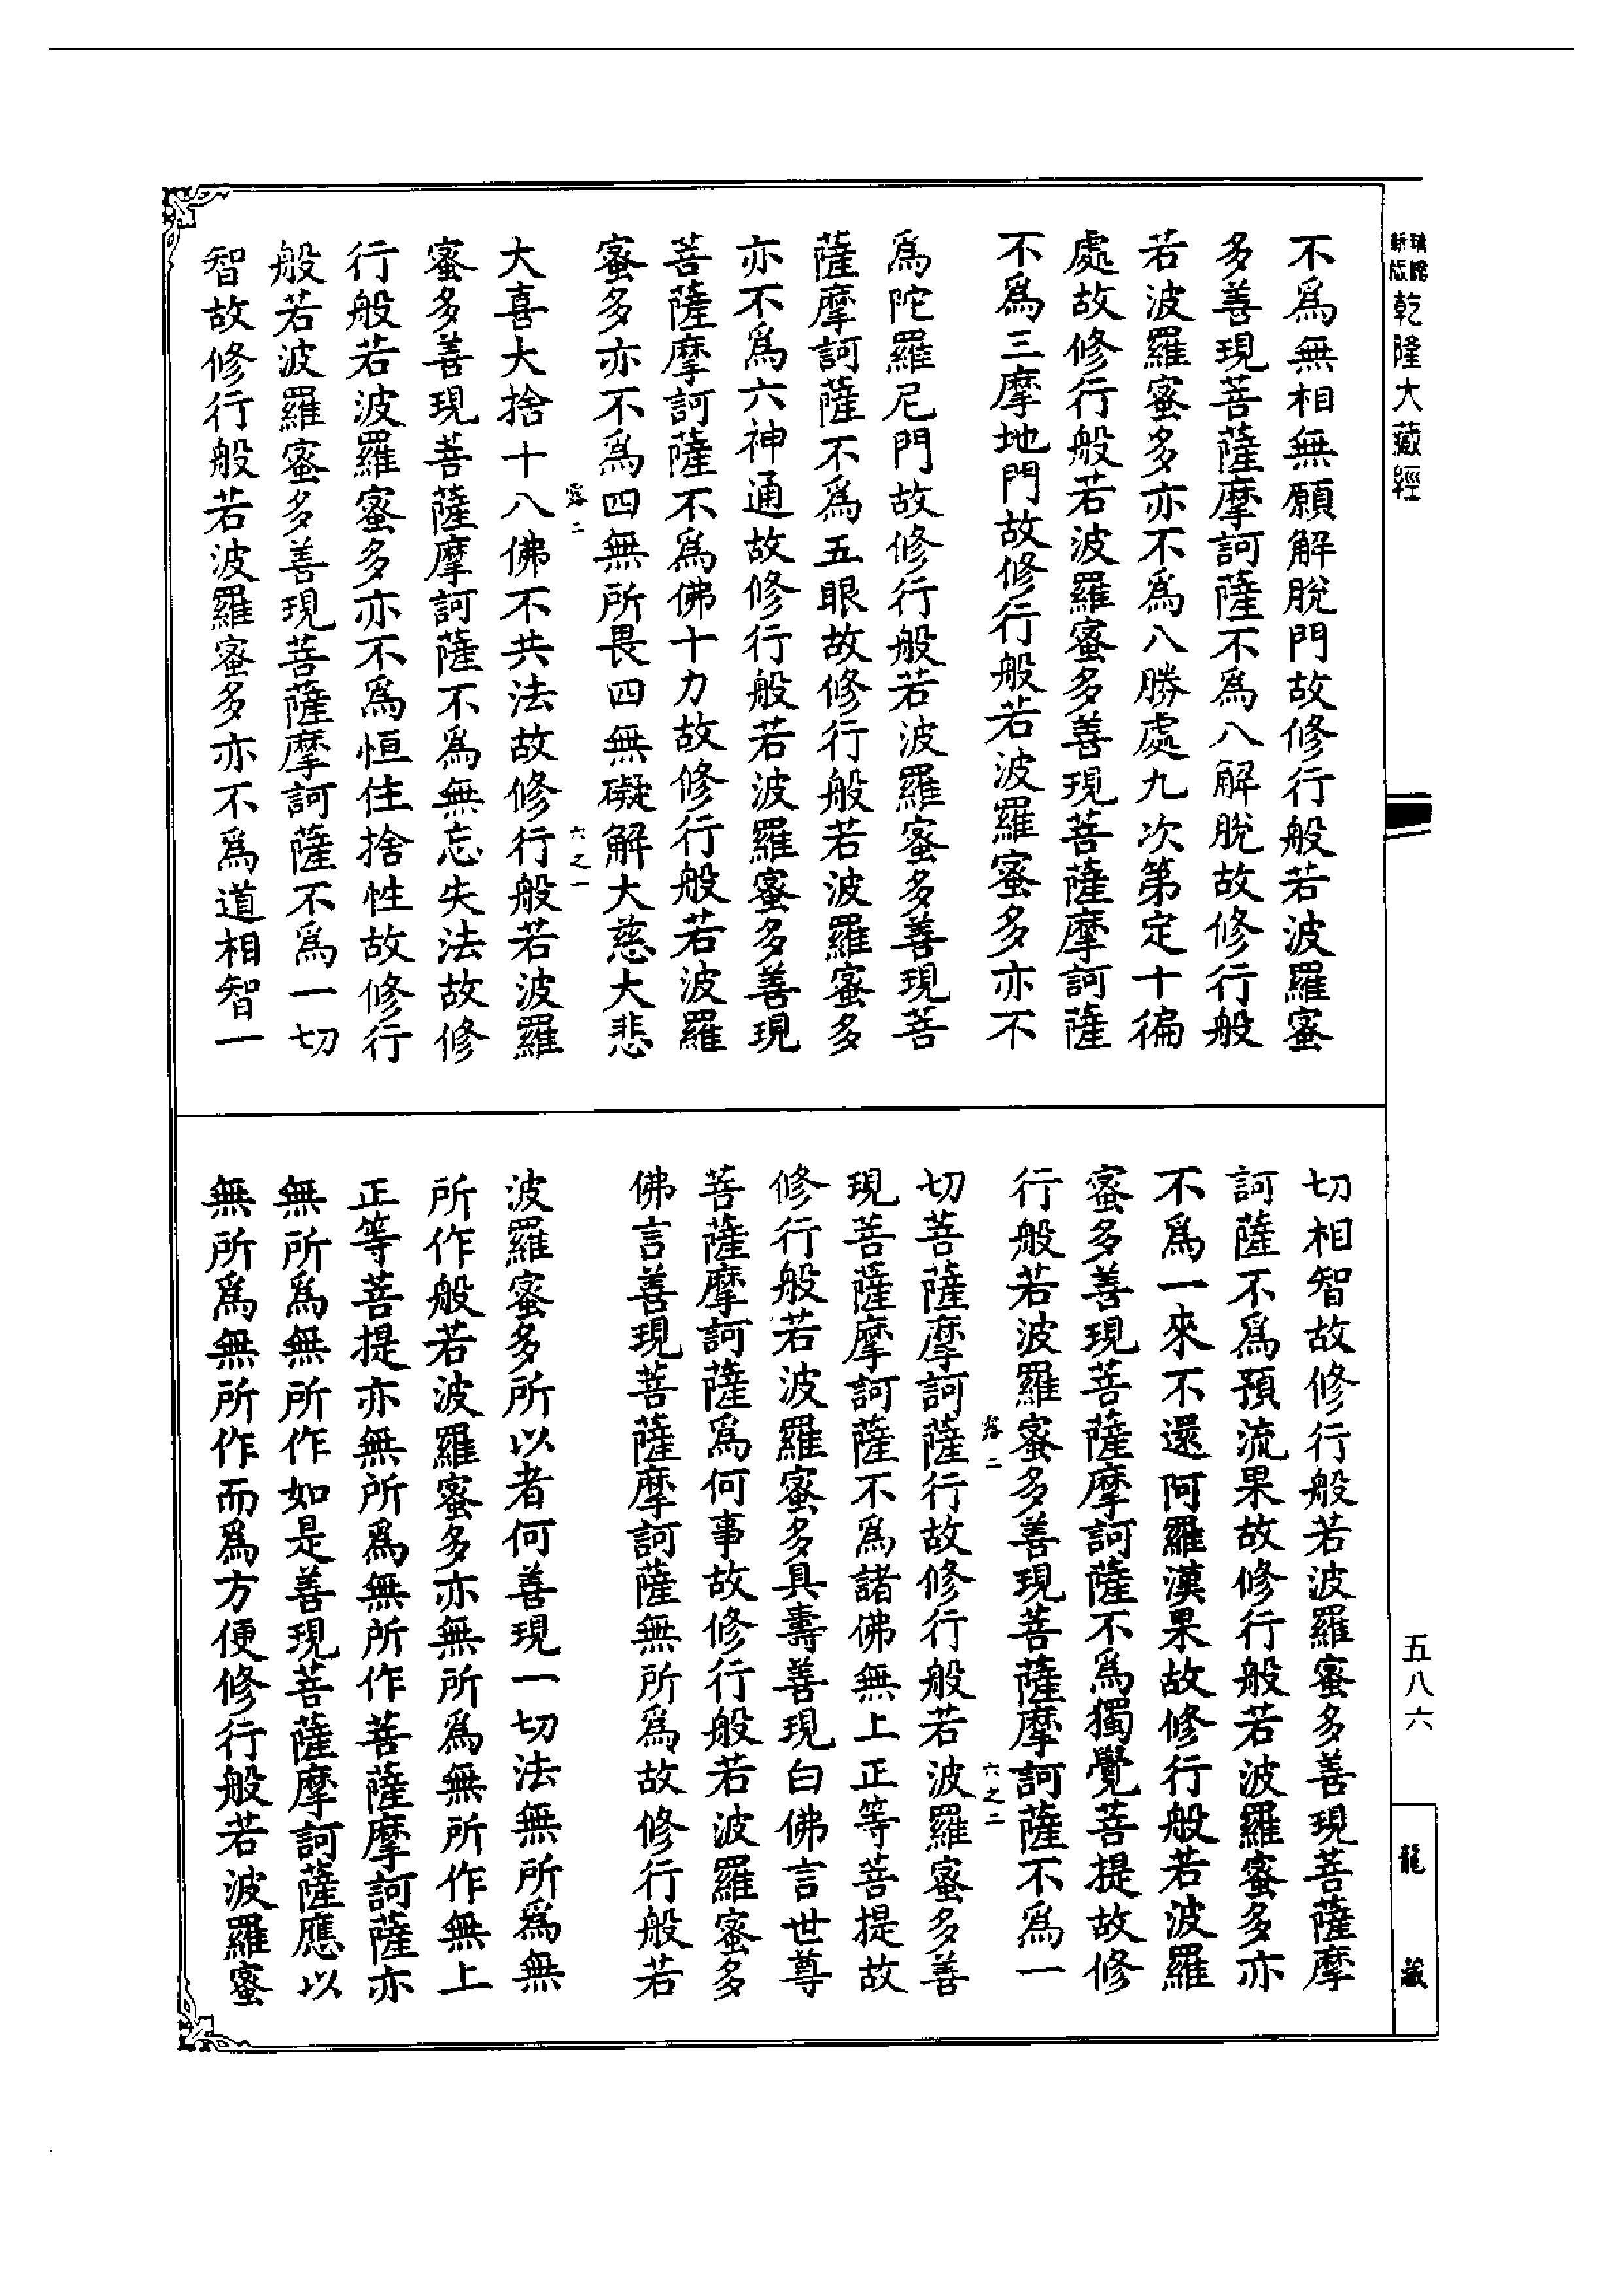 乾隆大藏經
五八六
龍藏
不爲無相無願解脫門故修行般若波羅蜜
多善現菩薩摩訶薩不爲八解脫故修行般
若波羅蜜多亦不爲八勝處九次第定十徧
處故修行般若波羅蜜多善現菩薩摩訶薩
不爲三摩地門故修行般若波羅蜜多亦不
爲陀羅尼門故修行般若波羅蜜多善現菩
薩摩訶薩不爲五眼故修行般若波羅蜜多
亦不爲六神通故修行般若波羅蜜多善現
菩薩摩訶薩不爲佛十力故修行般若波羅
蜜多亦不爲四無所畏四無礙解大慈大悲
六之一
大喜大捨十八佛不共法故修行般若波羅
蜜多善現菩薩摩訶薩不爲無忘失法故修
行般若波羅蜜多亦不爲恒住捨性故修行
般若波羅蜜多善現菩薩摩訶薩不爲一切
智故修行般若波羅蜜多亦不爲道相智一
切相智故修行般若波羅蜜多善現菩薩摩
訶薩不爲預流果故修行般若波羅蜜多亦
不爲一來不還阿羅漢果故修行般若波羅
蜜多善現菩薩摩訶薩不爲獨覺菩提故修
行般若波羅蜜多善現菩薩摩訶薩不爲一
六之二
切菩薩摩訶薩行故修行般若波羅蜜多善
現菩薩摩訶薩不爲諸佛無上正等菩提故
修行般若波羅蜜多具壽善現白佛言世尊
菩薩摩訶薩爲何事故修行般若波羅蜜多
佛言善現菩薩摩訶薩無所爲故修行般若
波羅蜜多所以者何善現一切法無所爲無
所作般若波羅蜜多亦無所爲無所作無上
正等菩提亦無所爲無所作菩薩摩訶薩亦
無所爲無所作如是善現菩薩摩訶薩應以
無所爲無所作而爲方便修行般若波羅蜜